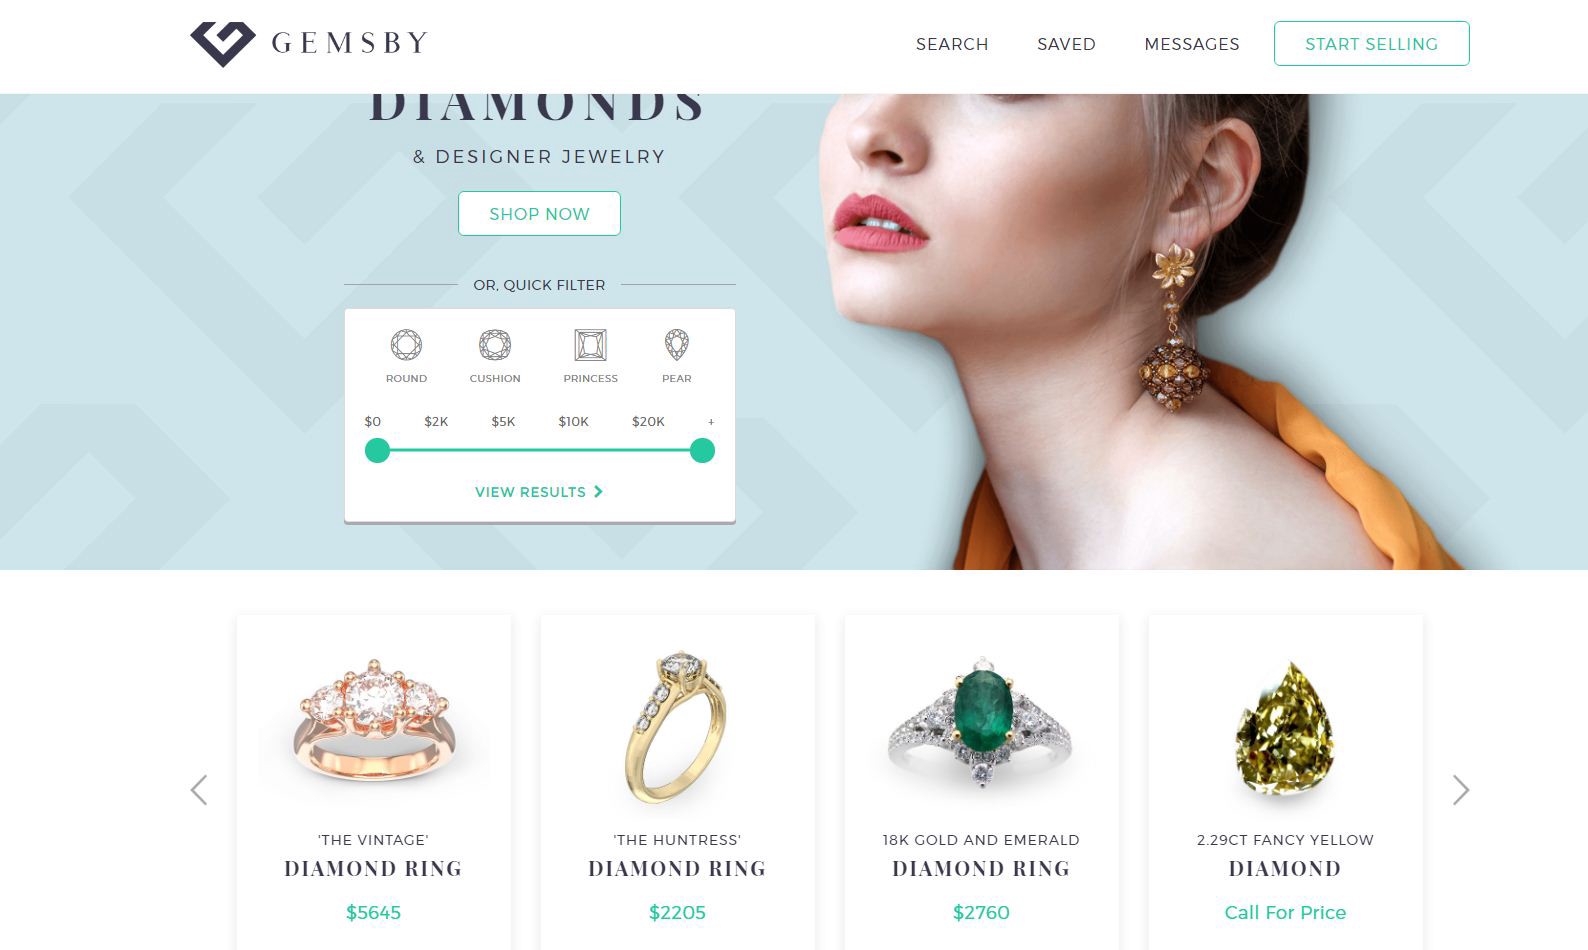 GEMSBY
SEARCH
SAVED
MESSAGES
START SELLING
DIAMONDS
& DESIGNER JEWELRY
SHOP NOW
OR, QUICK FILTER
ROUND
CUSHION
PRINCESS
PEAR
$0
$2K
$5K
$10K
$20K
+
VIEW RESULTS
'THE VINTAGE'
DIAMOND RING
$5645
'THE HUNTRESS'
DIAMOND RING
$2205
18K GOLD AND EMERALD
DIAMOND RING
$2760
2.29CT FANCY YELLOW
DIAMOND
Call For Price